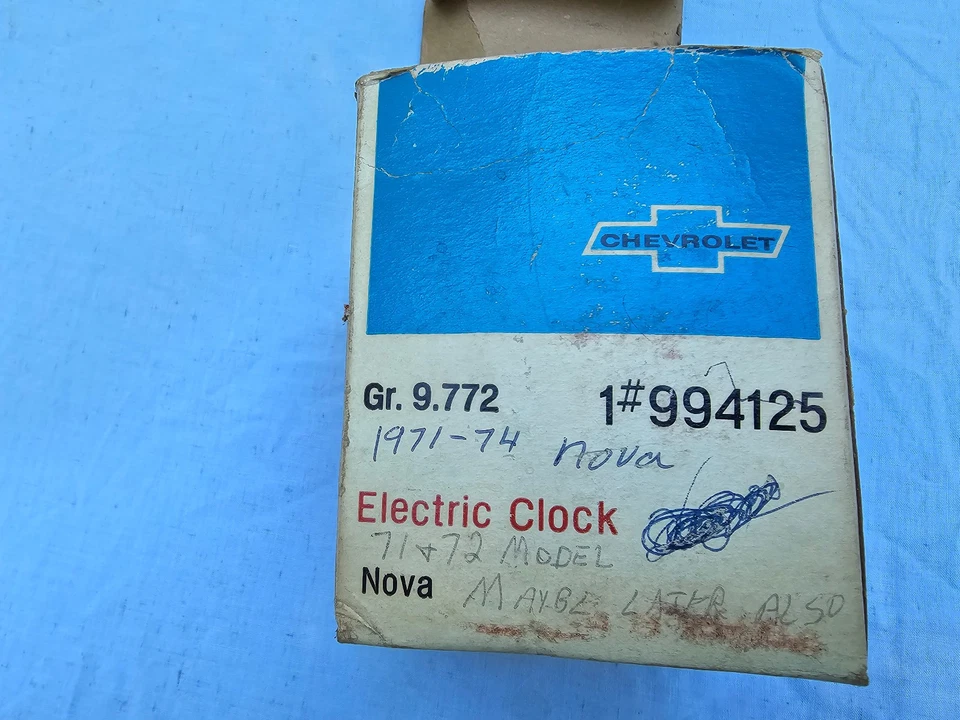 CHEVROLET
Gr. 9.772 1#994125
1971-74 nova
Electric Clock
71+72 MODEL
Nova MAYBE LATER ALSO